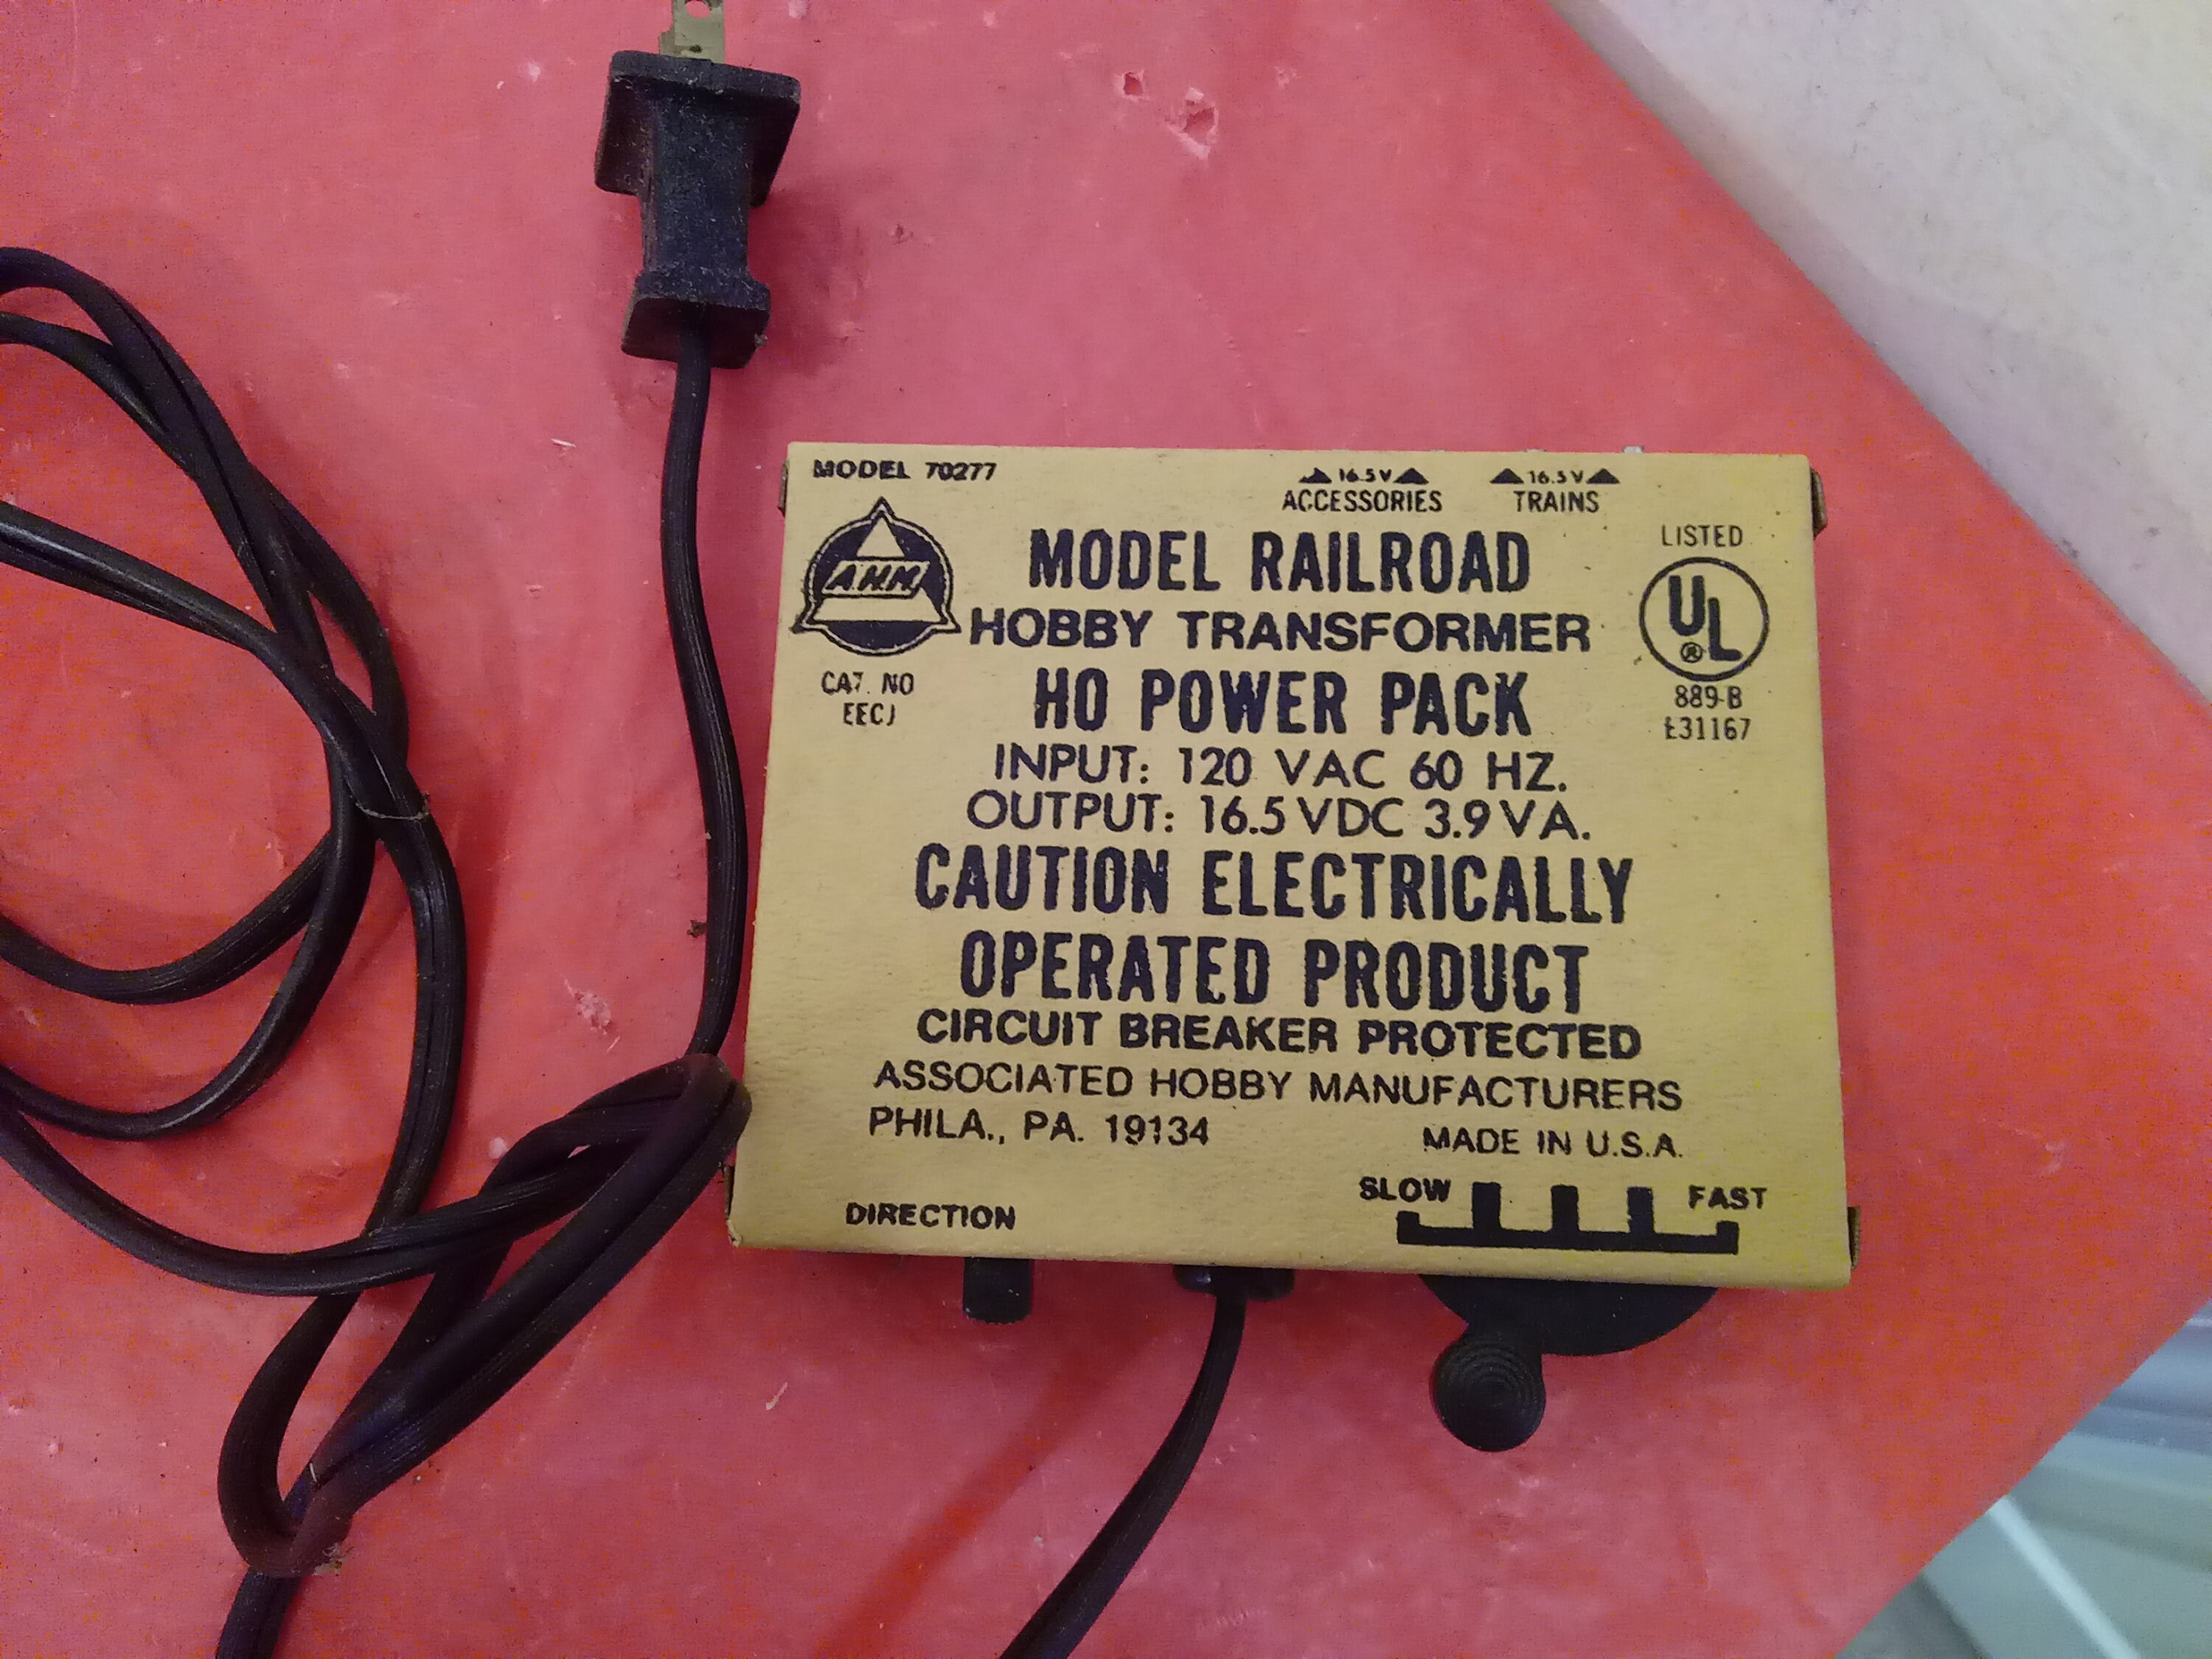 MODEL 70277
16.5V 16.5V
ACCESSORIES TRAINS
A.H.M.
MODEL RAILROAD
LISTED
HOBBY TRANSFORMER
UL
®
CAT. NO
EECJ
HO POWER PACK
889-B
E31167
INPUT: 120 VAC 60 HZ.
OUTPUT: 16.5 VDC 3.9 VA.
CAUTION ELECTRICALLY
OPERATED PRODUCT
CIRCUIT BREAKER PROTECTED
ASSOCIATED HOBBY MANUFACTURERS
PHILA., PA. 19134
MADE IN U.S.A.
DIRECTION
SLOW FAST